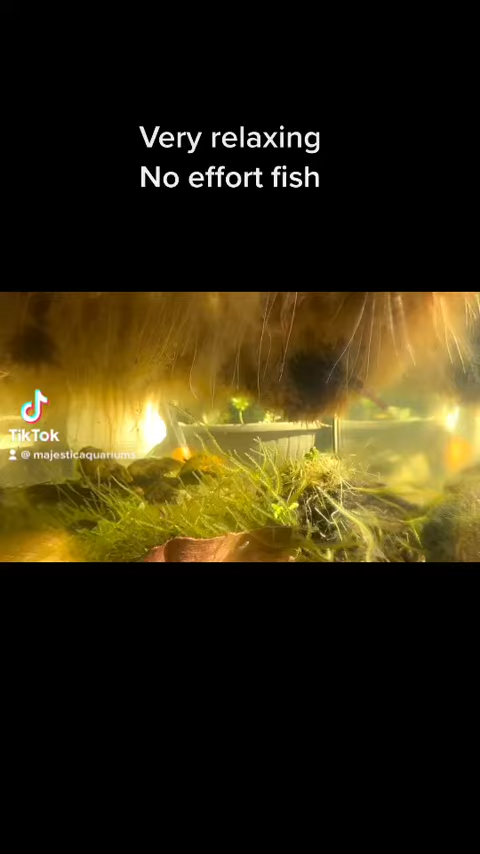 Very relaxing
No effort fish
TikTok
@ majesticaquariums